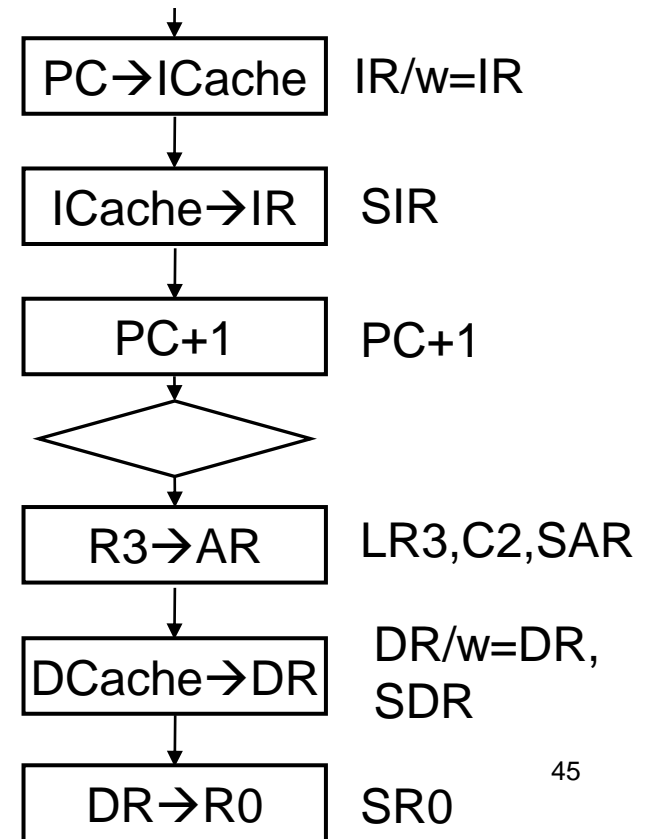 PC→ICache IR/w=IR
ICache→IR SIR
PC+1 PC+1
R3→AR LR3,C2,SAR
DCache→DR DR/w=DR,
SDR
DR→R0 SR0
45